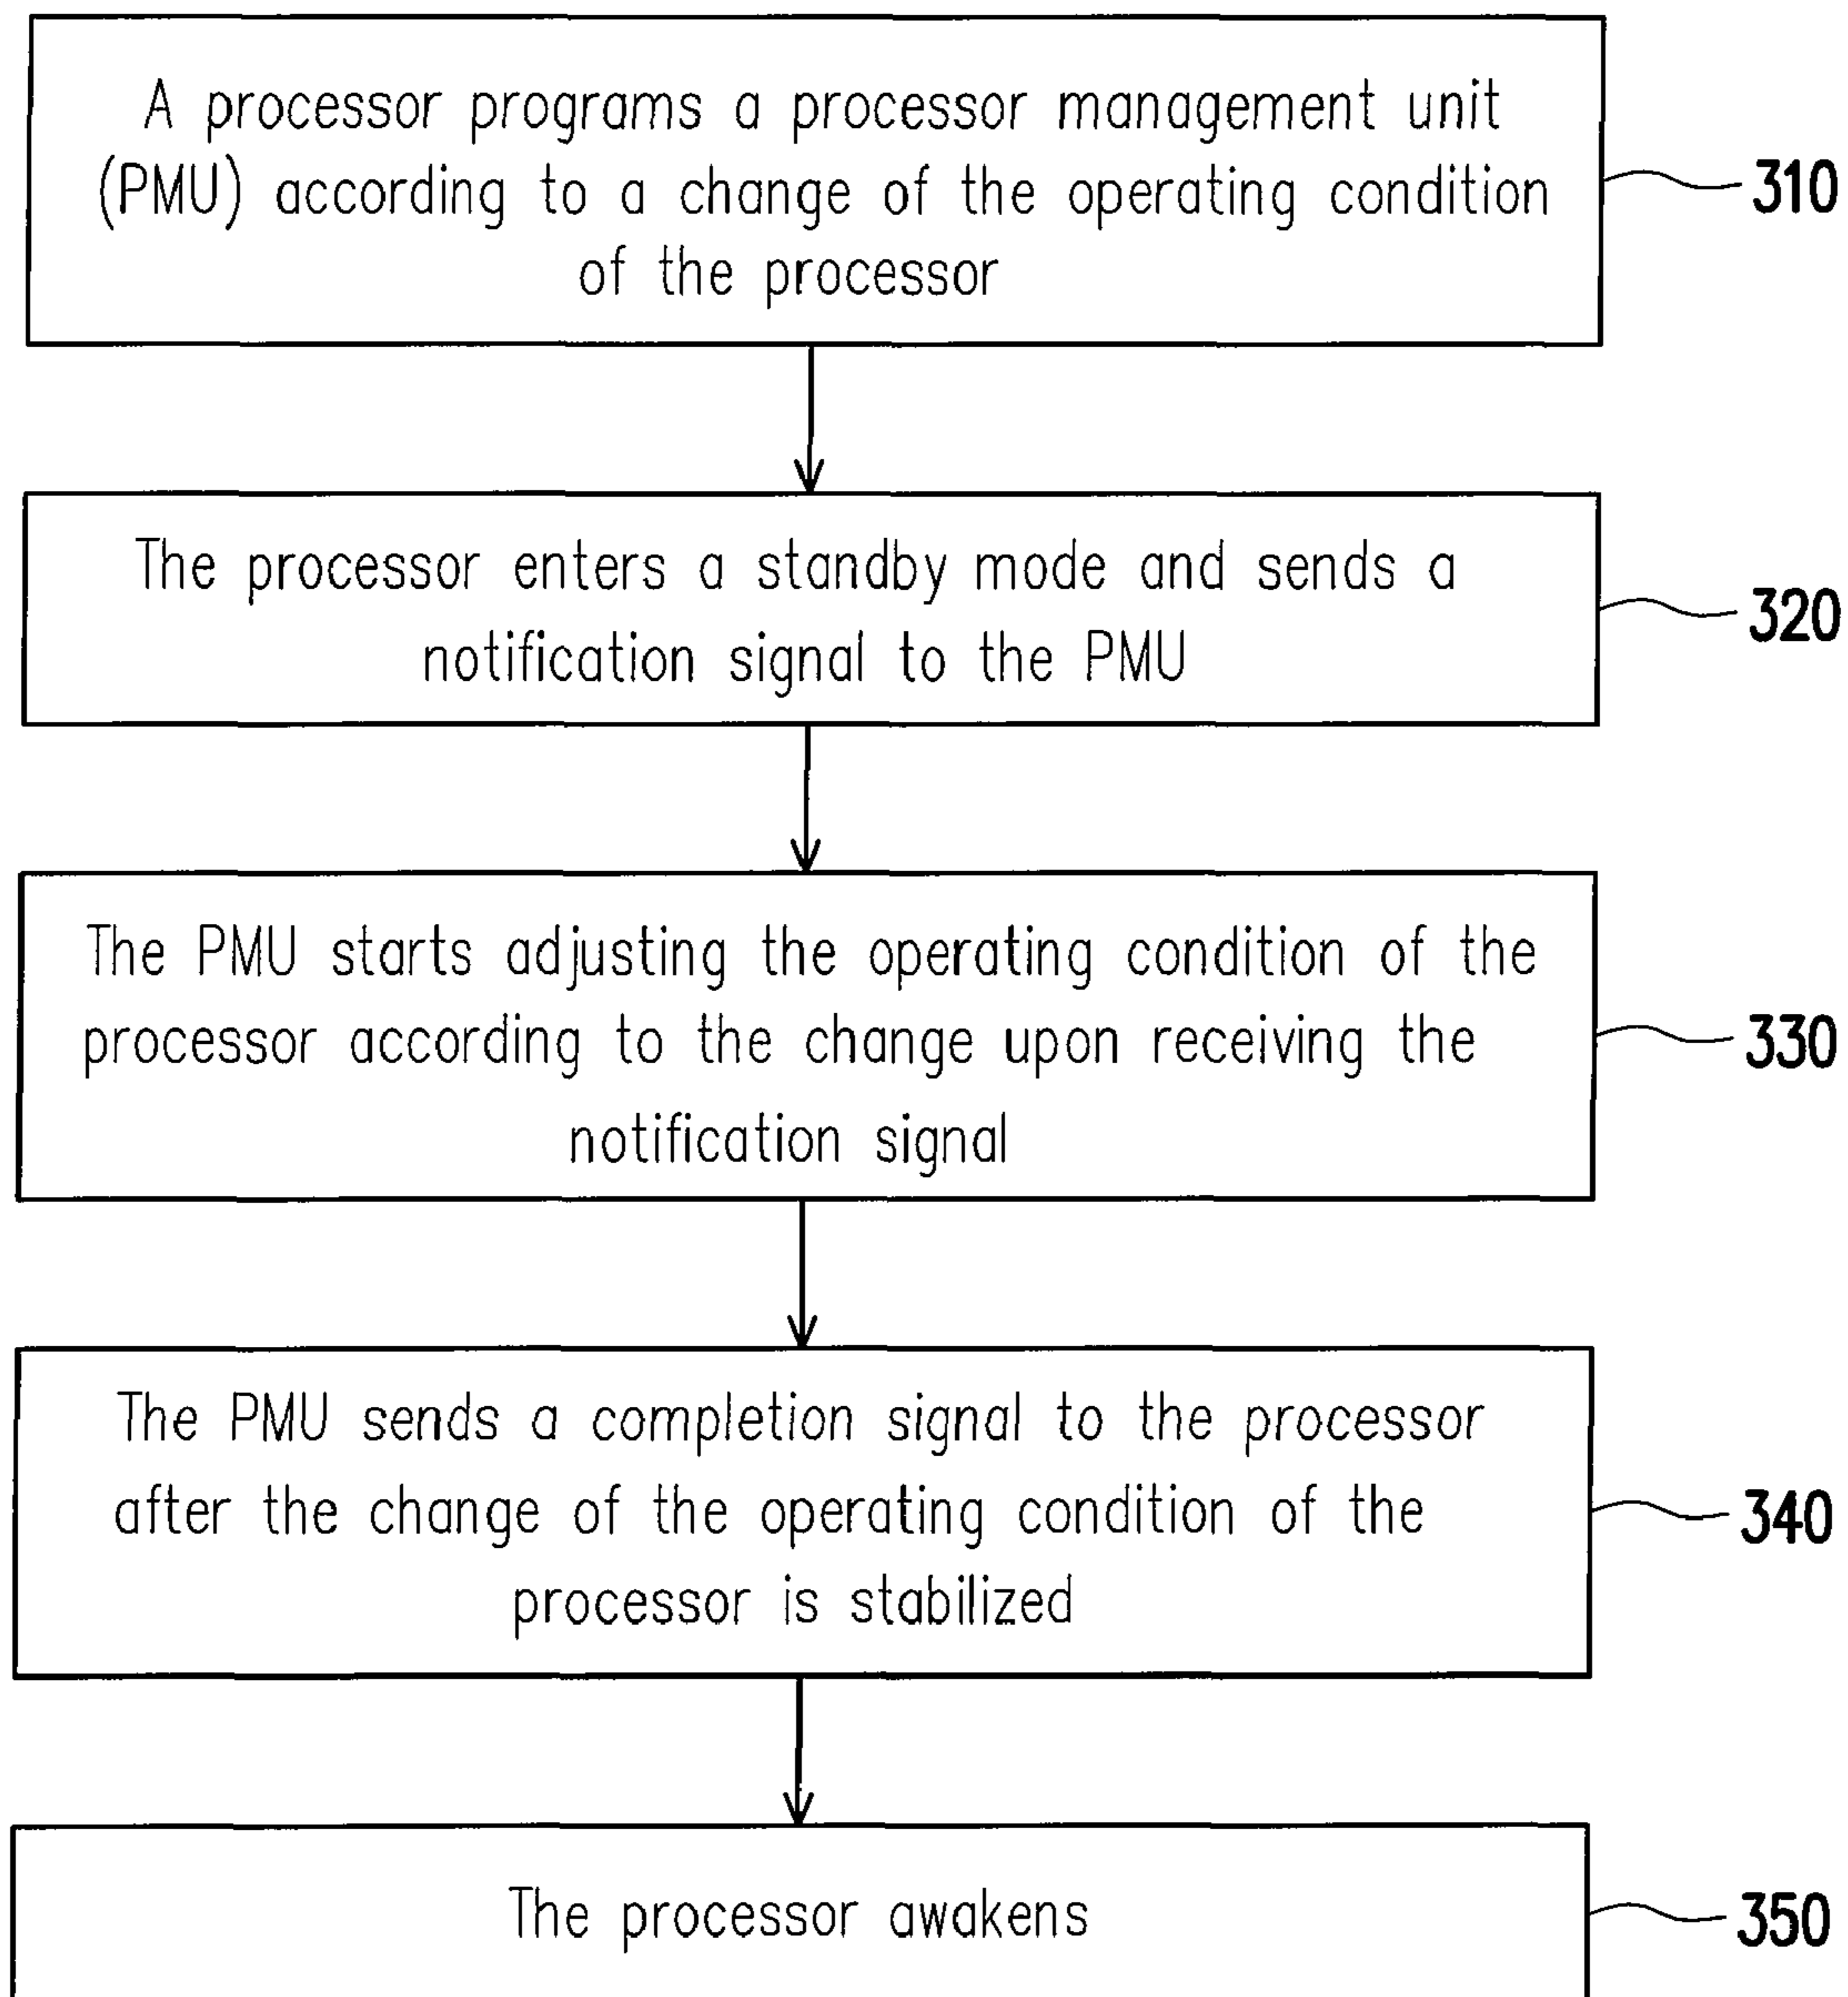 A processor programs a processor management unit
(PMU) according to a change of the operating condition
of the processor
310
The processor enters a standby mode and sends a
notification signal to the PMU
320
The PMU starts adjusting the operating condition of the
processor according to the change upon receiving the
notification signal
330
The PMU sends a completion signal to the processor
after the change of the operating condition of the
processor is stabilized
340
The processor awakens
350